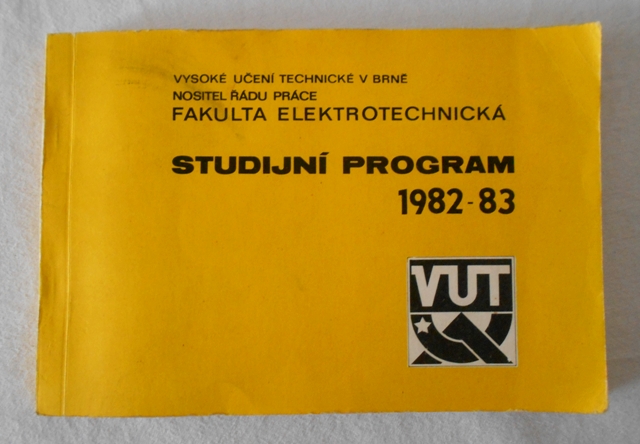 VYSOKÉ UČENÍ TECHNICKÉ V BRNĚ
NOSITEL ŘÁDU PRÁCE
FAKULTA ELEKTROTECHNICKÁ
STUDIJNÍ PROGRAM
1982-83
VUT